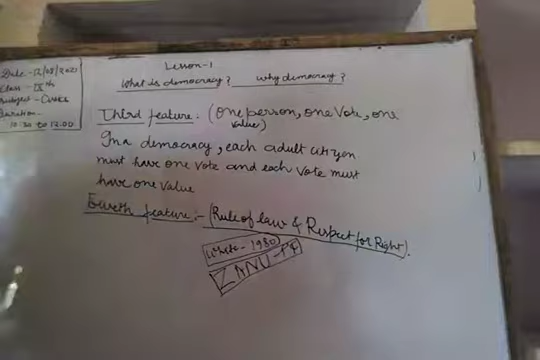 Date - 12/08/2021
Class - IXth
Subject - Civics
Duration
10:30 to 12:00
Lesson-1
What is democracy? why democracy?
Third feature: (one person, one vote, one
value)
In a democracy, each adult citizen
must have one vote and each vote must
have one value
Fourth feature:- (Rule of law & Respect for Right).
1980
ZANU-PF